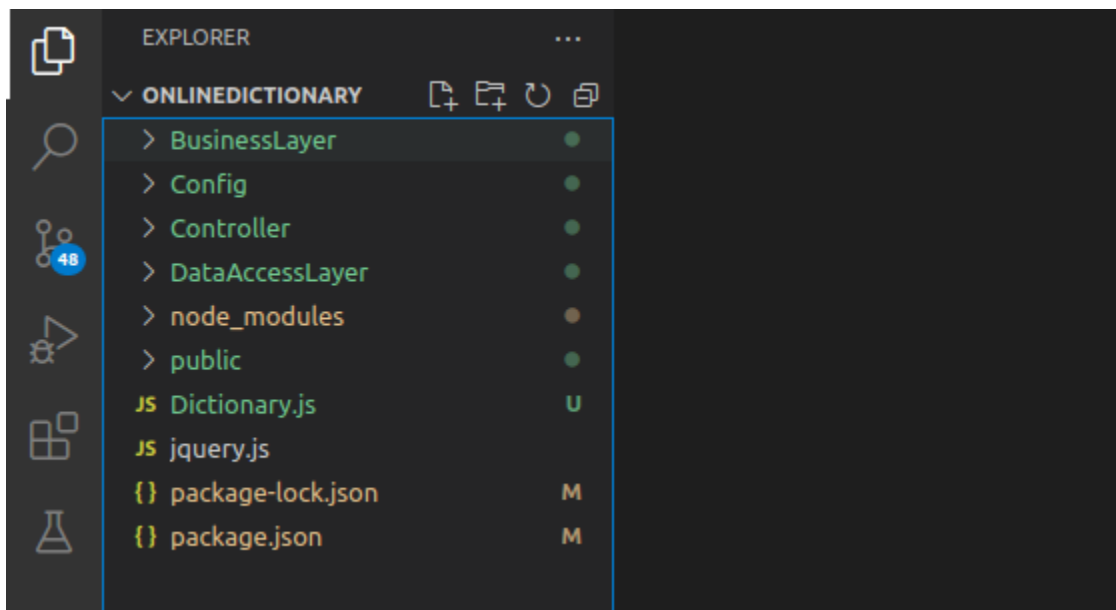 EXPLORER ...
ONLINEDICTIONARY
BusinessLayer
Config
Controller
48
DataAccessLayer
node_modules
public
JS Dictionary.js U
JS jquery.js
{} package-lock.json M
{} package.json M